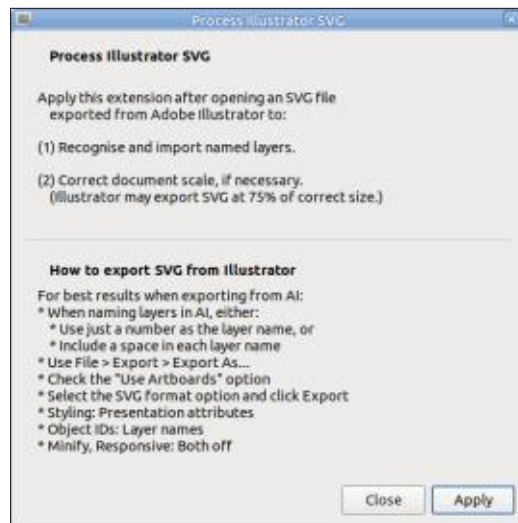 Process Illustrator SVG
Process Illustrator SVG
Apply this extension after opening an SVG file
exported from Adobe Illustrator to:
(1) Recognise and import named layers.
(2) Correct document scale, if necessary.
(Illustrator may export SVG at 75% of correct size.)
How to export SVG from Illustrator
For best results when exporting from AI:
* When naming layers in AI, either:
* Use just a number as the layer name, or
* Include a space in each layer name
* Use File > Export > Export As...
* Check the "Use Artboards" option
* Select the SVG format option and click Export
* Styling: Presentation attributes
* Object IDs: Layer names
* Minify, Responsive: Both off
Close Apply